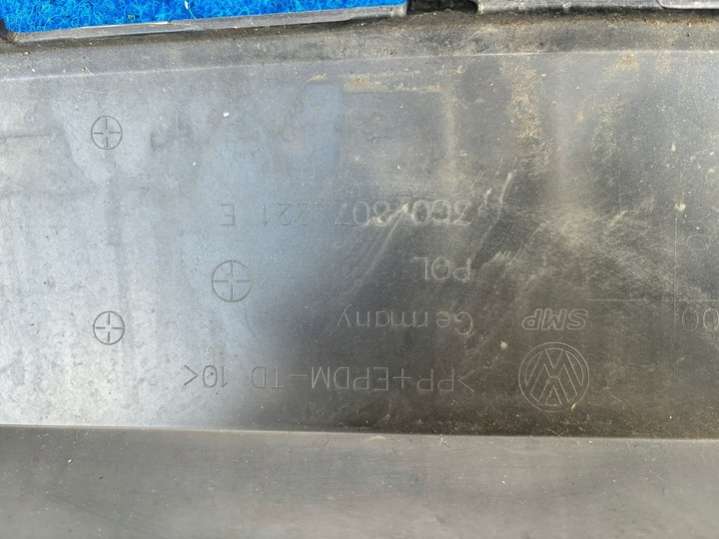 >PP+EPDM-TD 10<
SMP Germany
POL
3C0 807 221 E